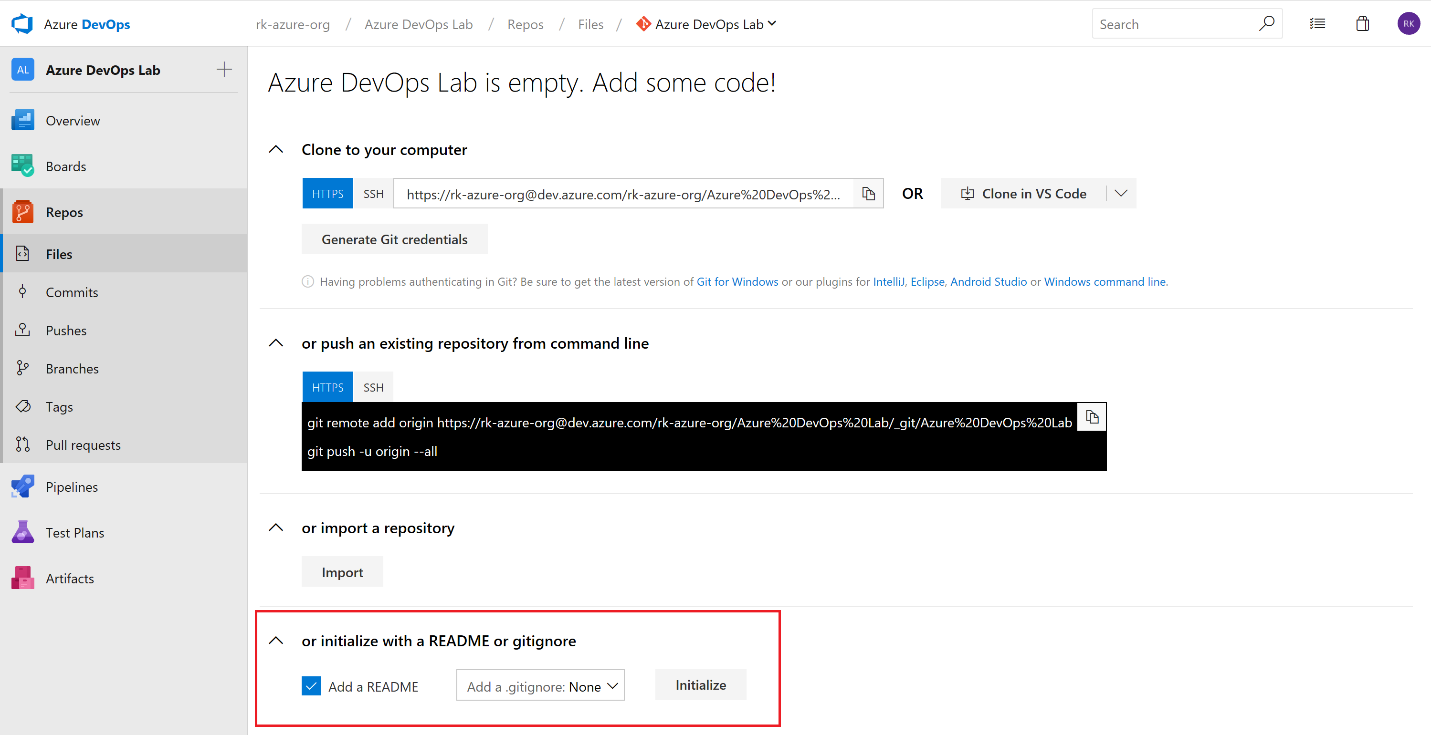 Azure DevOps
rk-azure-org / Azure DevOps Lab / Repos / Files / Azure DevOps Lab
Search
RK
AL Azure DevOps Lab
Overview
Boards
Repos
Files
Commits
Pushes
Branches
Tags
Pull requests
Pipelines
Test Plans
Artifacts
Azure DevOps Lab is empty. Add some code!
Clone to your computer
HTTPS SSH https://rk-azure-org@dev.azure.com/rk-azure-org/Azure%20DevOps%2... OR Clone in VS Code
Generate Git credentials
Having problems authenticating in Git? Be sure to get the latest version of Git for Windows or our plugins for IntelliJ, Eclipse, Android Studio or Windows command line.
or push an existing repository from command line
HTTPS SSH
git remote add origin https://rk-azure-org@dev.azure.com/rk-azure-org/Azure%20DevOps%20Lab/_git/Azure%20DevOps%20Lab
git push -u origin --all
or import a repository
Import
or initialize with a README or gitignore
Add a README Add a .gitignore: None Initialize